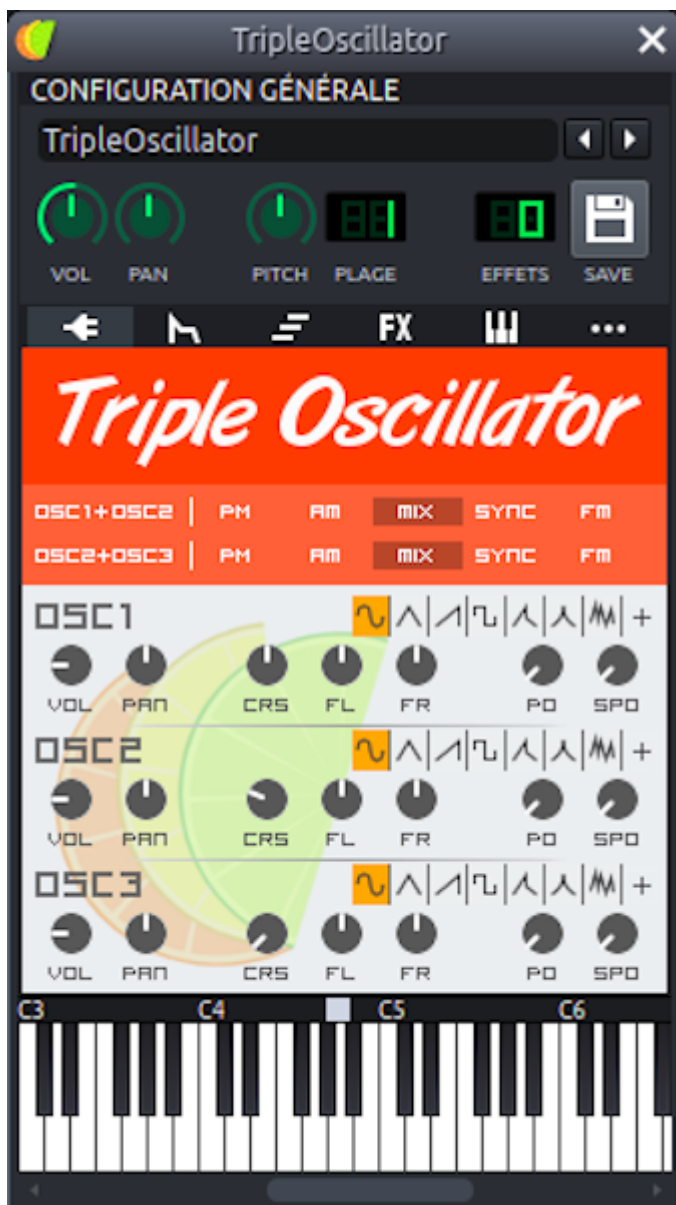 TripleOscillator
CONFIGURATION GÉNÉRALE
TripleOscillator
VOL PAN PITCH PLAGE 1 EFFETS 0 SAVE
FX
Triple Oscillator
OSC1+OSC2 | PM AM MIX SYNC FM
OSC2+OSC3 | PM AM MIX SYNC FM
OSC1
VOL PAN CRS FL FR PO SPO
OSC2
VOL PAN CRS FL FR PO SPO
OSC3
VOL PAN CRS FL FR PO SPO
C3 C4 C5 C6